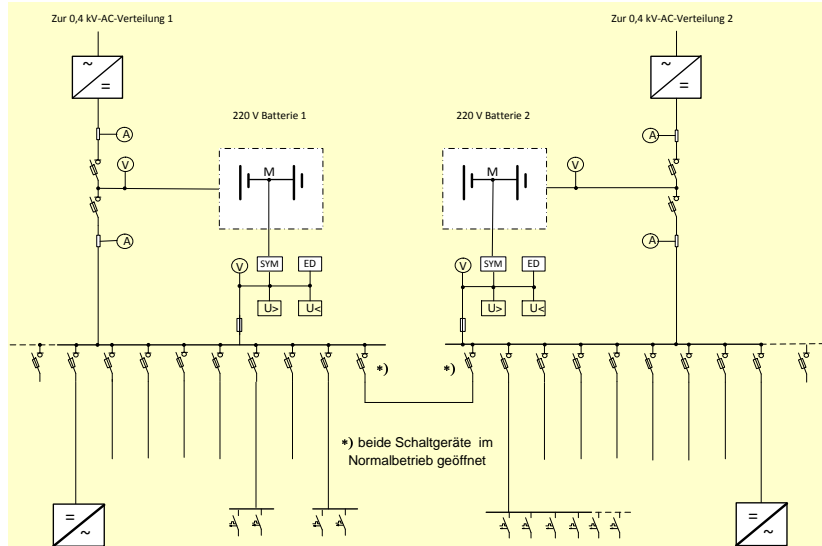 Zur 0,4 kV-AC-Verteilung 1
Zur 0,4 kV-AC-Verteilung 2
~
=
~
=
220 V Batterie 1
220 V Batterie 2
A
A
V
V
M
M
A
A
V
SYM
ED
V
SYM
ED
U>
U<
U>
U<
*)
*)
*) beide Schaltgeräte im
Normalbetrieb geöffnet
=
~
=
~